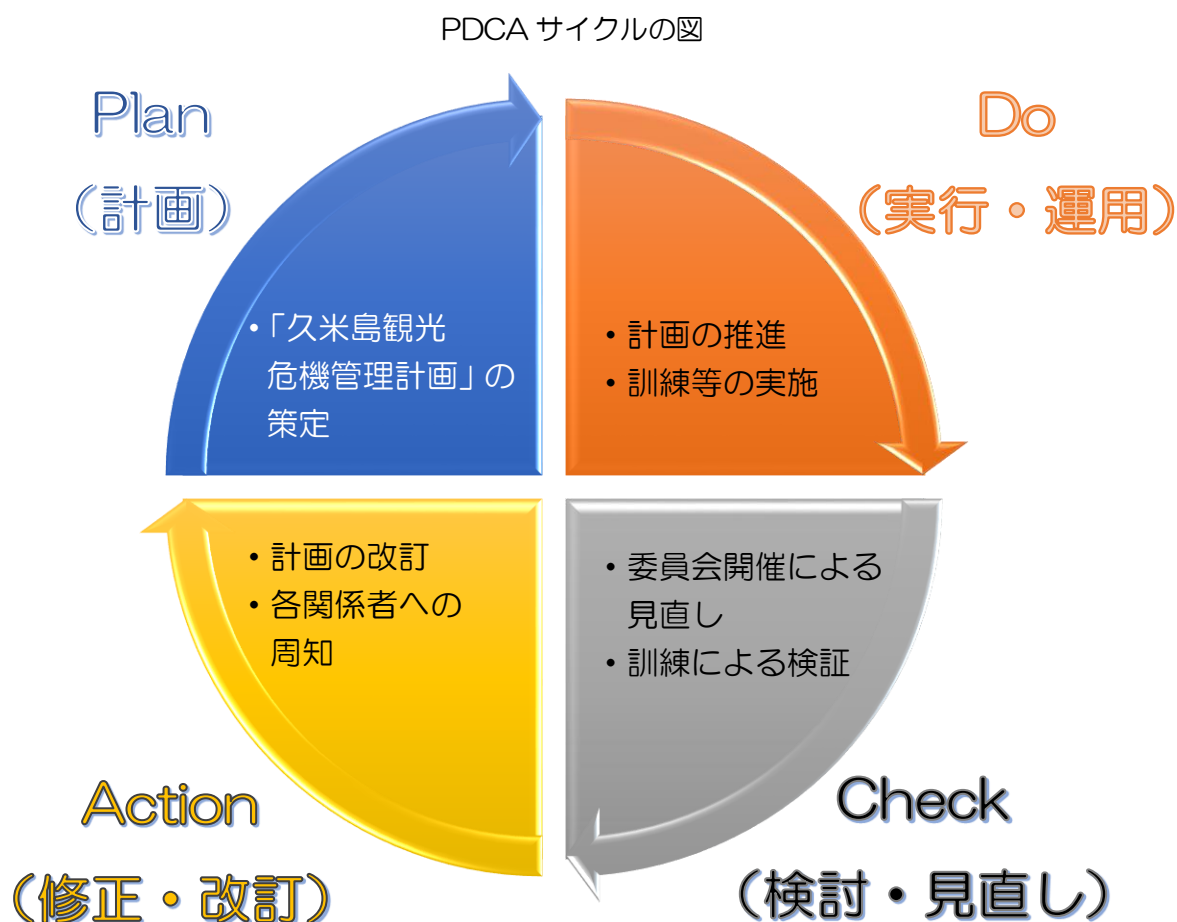 PDCA サイクルの図
Plan
（計画）
・「久米島観光
危機管理計画」の
策定
Do
（実行・運用）
・計画の推進
・訓練等の実施
・計画の改訂
・各関係者への
周知
Action
（修正・改訂）
・委員会開催による
見直し
・訓練による検証
Check
（検討・見直し）